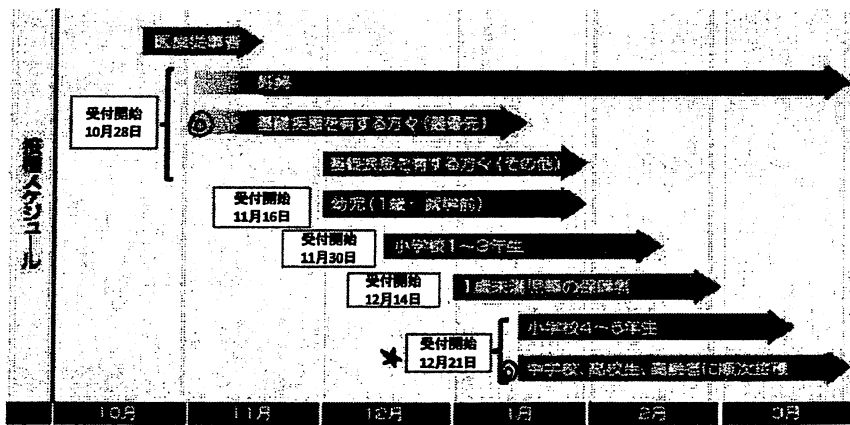 接種スケジュール
医療従事者
妊婦
受付開始
10月28日
基礎疾患を有する方々(最優先)
基礎疾患を有する方々(その他)
受付開始
11月16日
幼児(1歳~就学前)
受付開始
11月30日
小学校1~3年生
受付開始
12月14日
1歳未満児等の保護者
小学校4~6年生
受付開始
12月21日
中学校、高校生、高齢者に順次接種
10月
11月
12月
1月
2月
3月